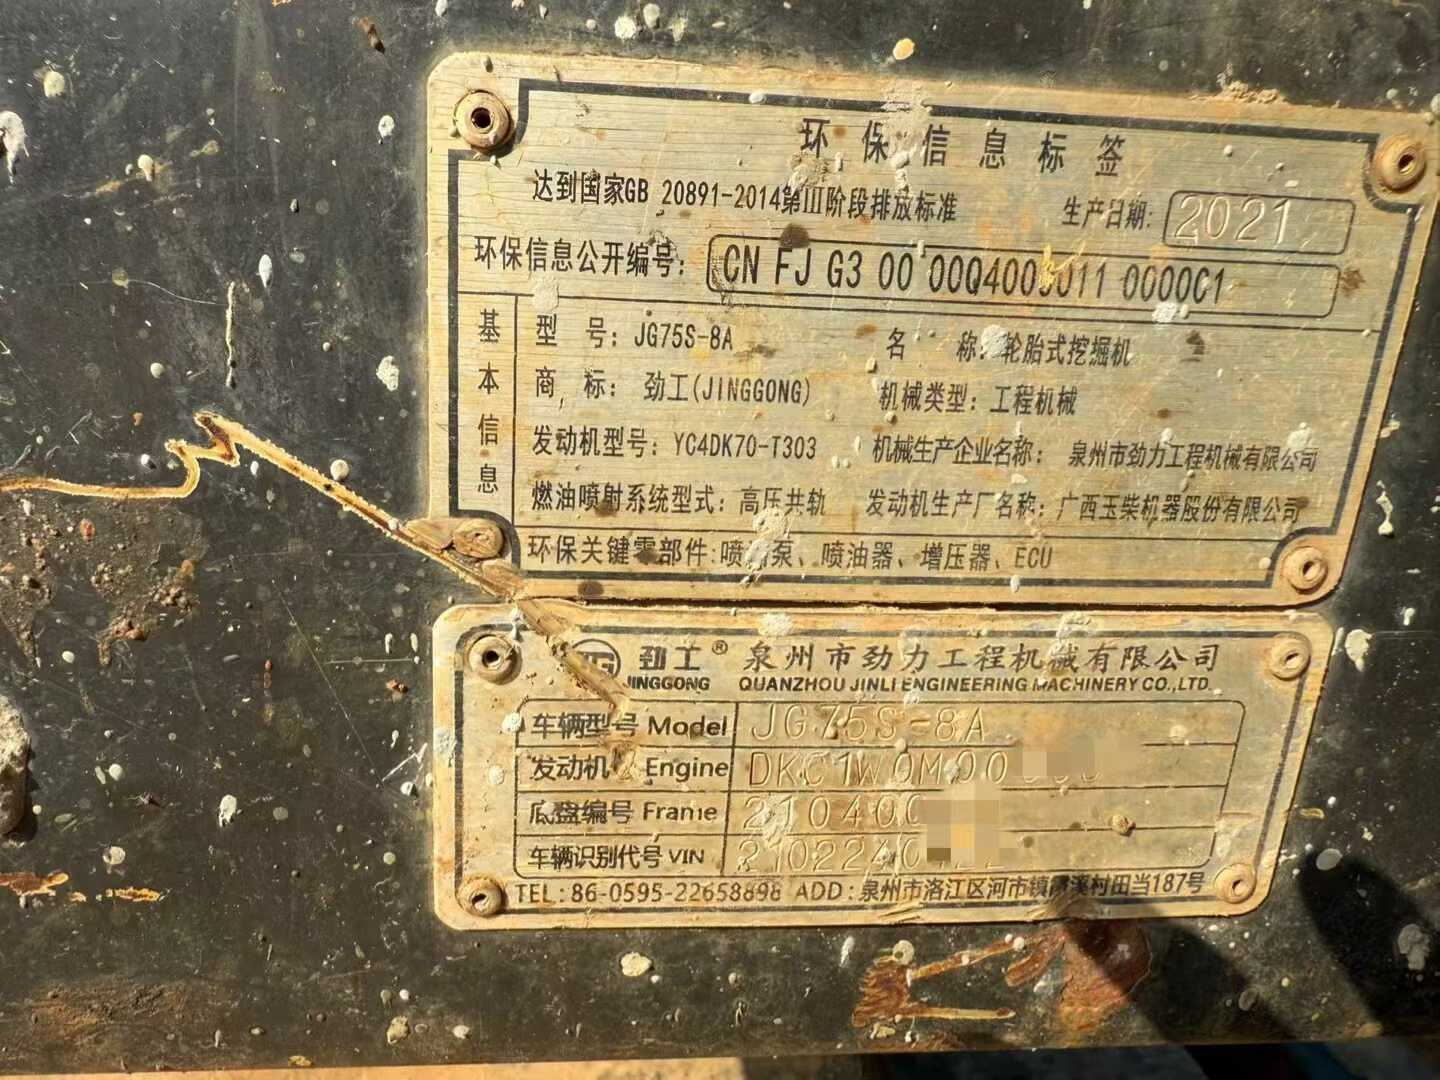 环保信息标签
达到国家GB 20891-2014第III阶段排放标准 生产日期: 2021
环保信息公开编号: CN FJ G3 00 0004000011 000001
基本信息
型号: JG75S-8A 名称: 轮胎式挖掘机
商标: 劲工(JINGGONG) 机械类型: 工程机械
发动机型号: YC4DK70-T303 机械生产企业名称: 泉州市劲力工程机械有限公司
燃油喷射系统型式: 高压共轨 发动机生产厂名称: 广西玉柴机器股份有限公司
环保关键零部件:喷油泵、喷油器、增压器、ECU
劲工® 泉州市劲力工程机械有限公司
JINGGONG QUANZHOU JINLI ENGINEERING MACHINERY CO.,LTD.
车辆型号 Model JG75S-8A
发动机 Engine DKC1W0M00
底盘编号 Frame 210400
车辆识别代号 VIN 2102240
TEL:86-0595-22658898 ADD:泉州市洛江区河市镇溪村田当187号